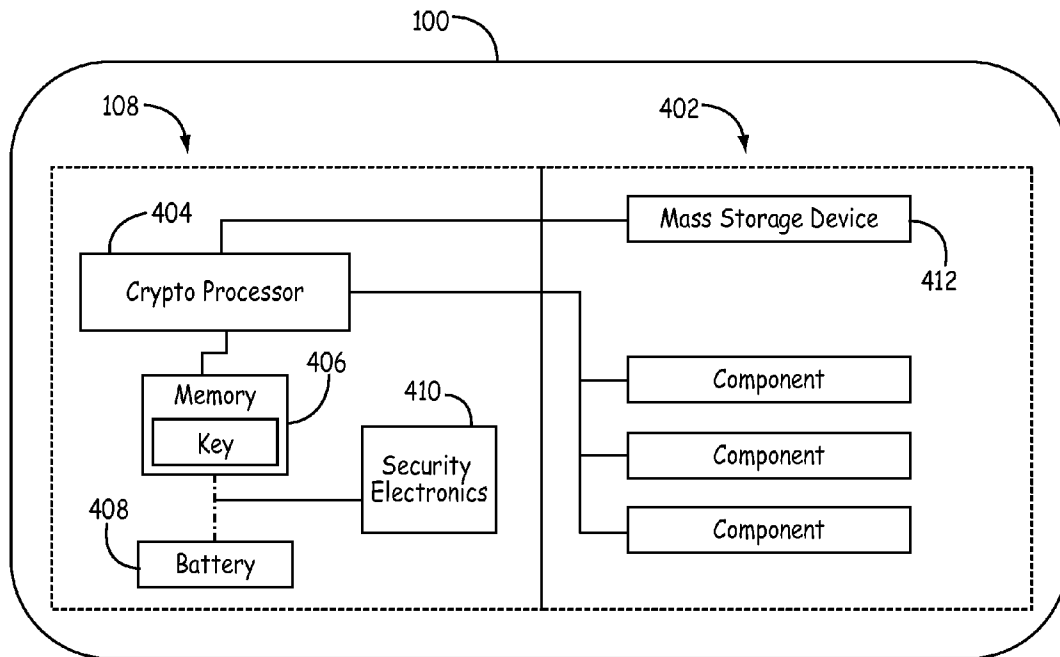 100
108
402
404
Mass Storage Device
412
Crypto Processor
406
Memory
Key
410
Security
Electronics
Component
Component
Component
408
Battery